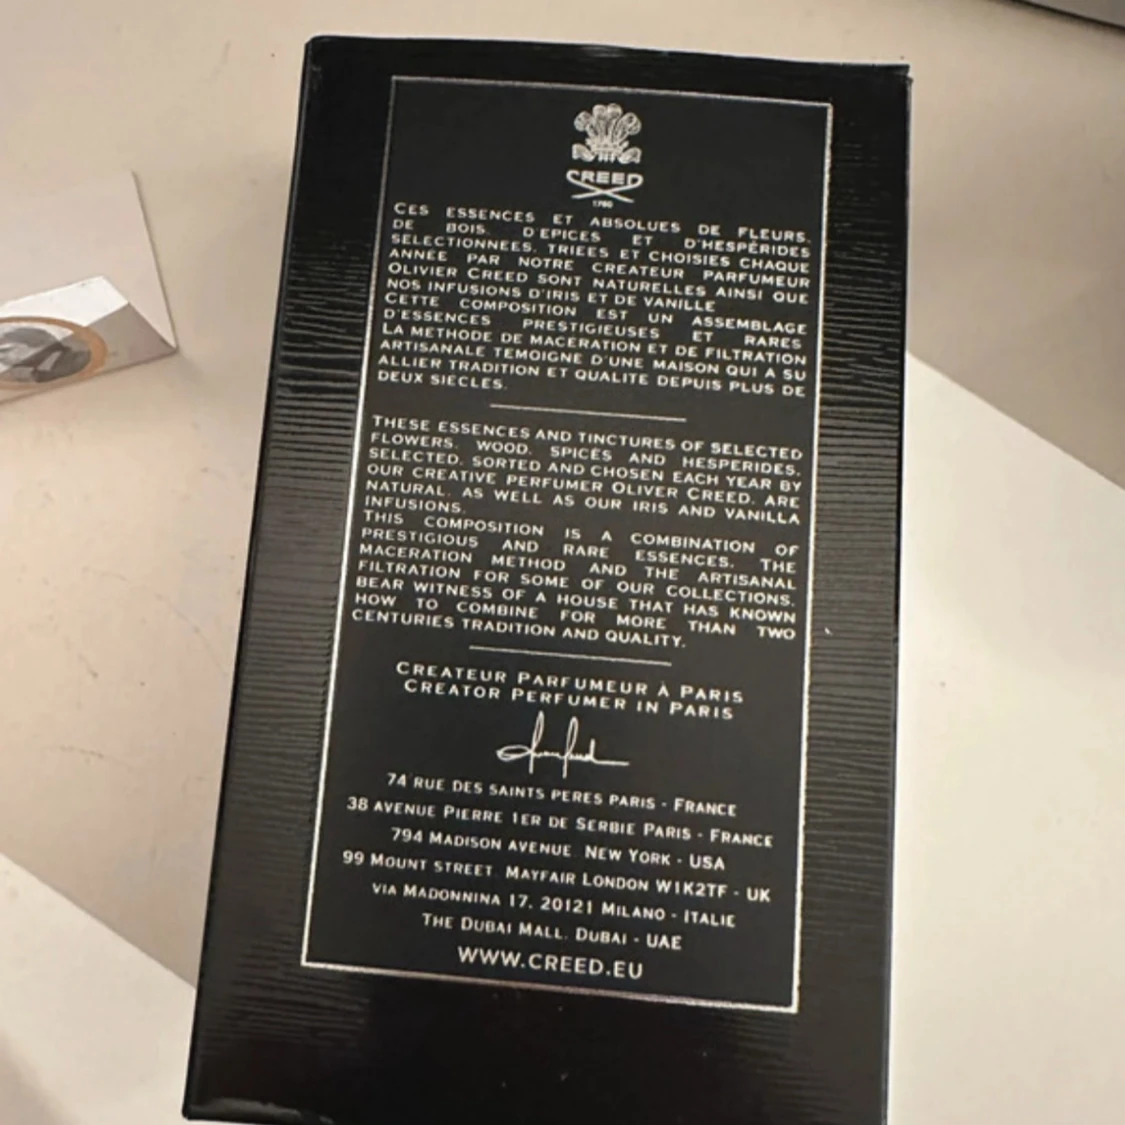 CREED
1760
CES ESSENCES ET ABSOLUES DE FLEURS,
DE BOIS, D'EPICES ET D'HESPÉRIDES
SELECTIONNEES, TRIEES ET CHOISIES CHAQUE
ANNÉE PAR NOTRE CREATEUR PARFUMEUR
OLIVIER CREED SONT NATURELLES AINSI QUE
NOS INFUSIONS D'IRIS ET DE VANILLE
CETTE COMPOSITION EST UN ASSEMBLAGE
D'ESSENCES PRESTIGIEUSES ET RARES
LA METHODE DE MACERATION ET DE FILTRATION
ARTISANALE TEMOIGNE D'UNE MAISON QUI A SU
ALLIER TRADITION ET QUALITE DEPUIS PLUS DE
DEUX SIÈCLES.
THESE ESSENCES AND TINCTURES OF SELECTED
FLOWERS, WOOD, SPICES AND HESPERIDES,
SELECTED, SORTED AND CHOSEN EACH YEAR BY
OUR CREATIVE PERFUMER OLIVER CREED, ARE
NATURAL, AS WELL AS OUR IRIS AND VANILLA
INFUSIONS.
THIS COMPOSITION IS A COMBINATION OF
PRESTIGIOUS AND RARE ESSENCES. THE
MACERATION METHOD AND THE ARTISANAL
FILTRATION FOR SOME OF OUR COLLECTIONS,
BEAR WITNESS OF A HOUSE THAT HAS KNOWN
HOW TO COMBINE FOR MORE THAN TWO
CENTURIES TRADITION AND QUALITY.
CREATEUR PARFUMEUR À PARIS
CREATOR PERFUMER IN PARIS
74 RUE DES SAINTS PERES PARIS - FRANCE
38 AVENUE PIERRE 1ER DE SERBIE PARIS - FRANCE
794 MADISON AVENUE, NEW YORK - USA
99 MOUNT STREET, MAYFAIR LONDON W1K2TF - UK
VIA MADONNINA 17, 20121 MILANO - ITALIE
THE DUBAI MALL, DUBAI - UAE
WWW.CREED.EU